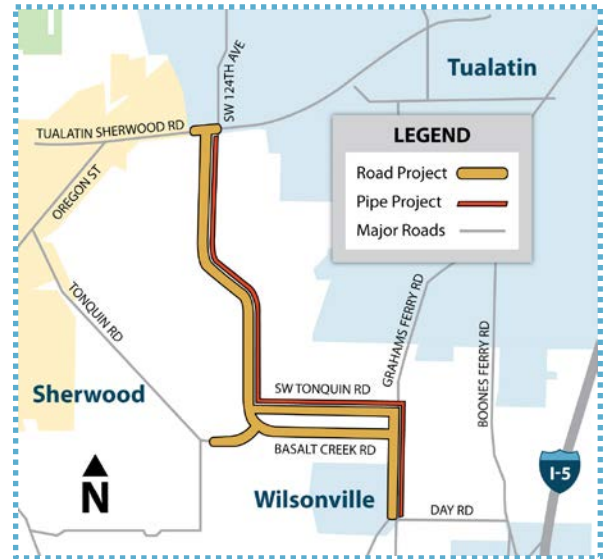 SW 124TH AVE
Tualatin
TUALATIN SHERWOOD RD
LEGEND
Road Project
Pipe Project
Major Roads
OREGON ST
TONQUIN RD
GRAHAMS FERRY RD
BOONES FERRY RD
Sherwood
SW TONQUIN RD
BASALT CREEK RD
I-5
N
Wilsonville
DAY RD